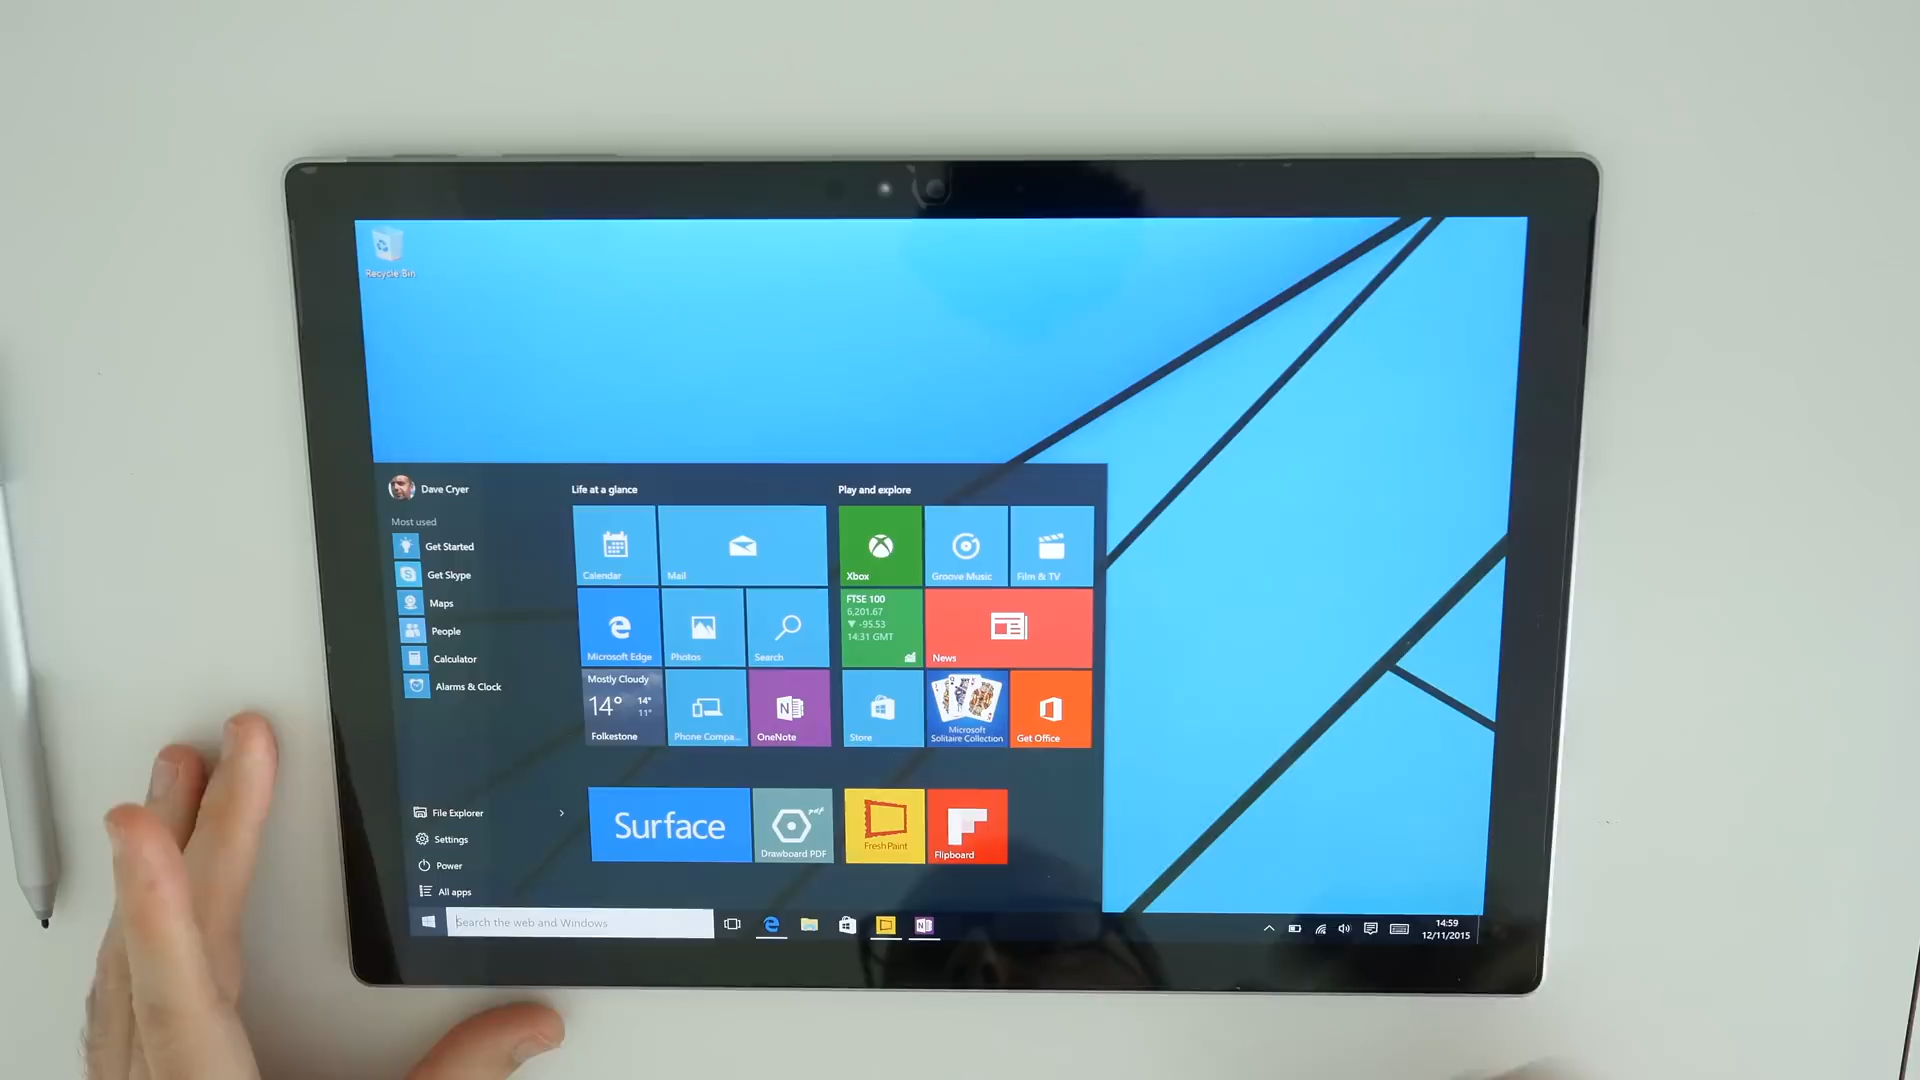 Recycle Bin
Dave Cryer
Most used
Get Started
Get Skype
Maps
People
Calculator
Alarms & Clock
File Explorer
Settings
Power
All apps
Life at a glance
Calendar
Mail
Microsoft Edge
Photos
Search
Mostly Cloudy
14° 14°
11°
Folkestone
Phone Compa...
OneNote
Surface
pdf
Drawboard PDF
Play and explore
Xbox
Groove Music
Film & TV
FTSE 100
6,201.67
▼ -95.53
14:31 GMT
News
Store
Microsoft
Solitaire Collection
Get Office
Fresh Paint
Flipboard
Search the web and Windows
14:59
12/11/2015